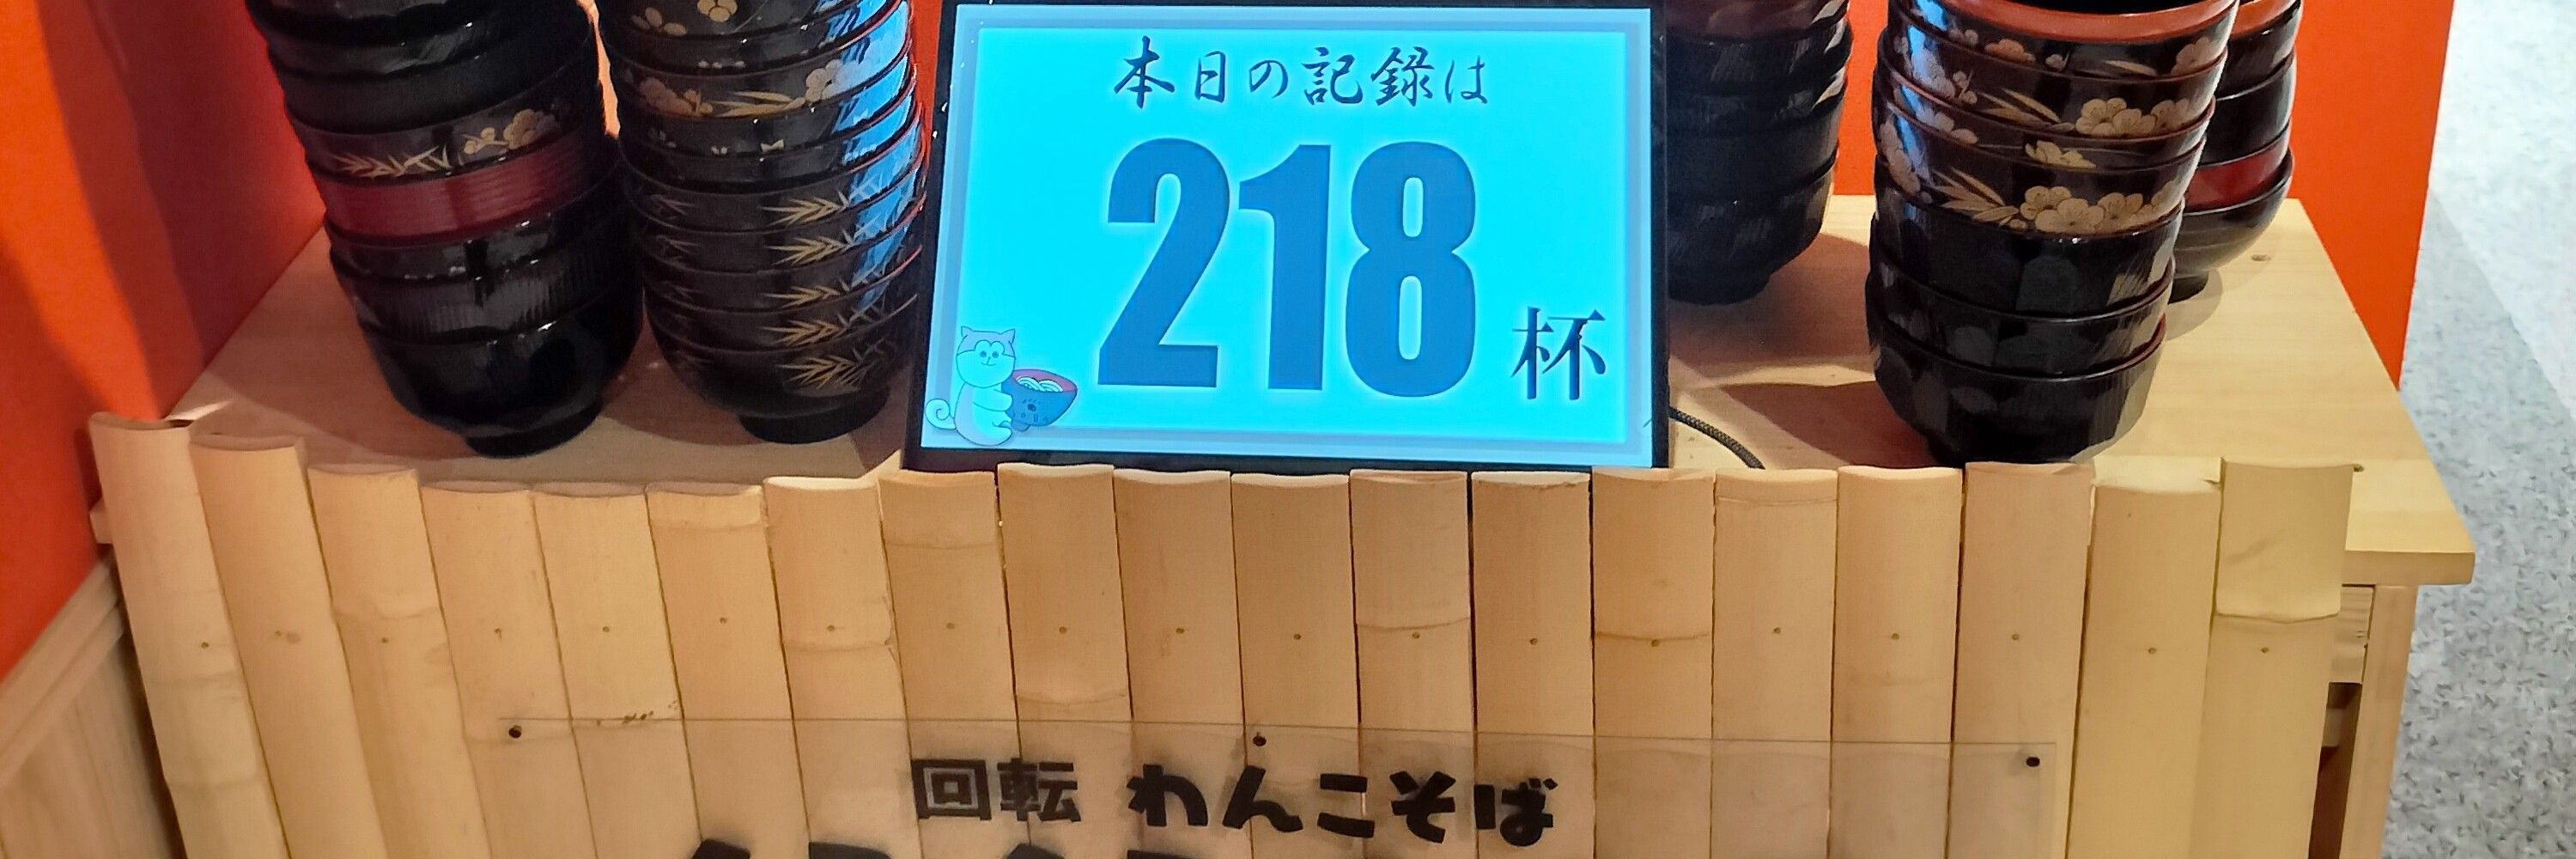 本日の記録は
218
杯
回転 わんこそば